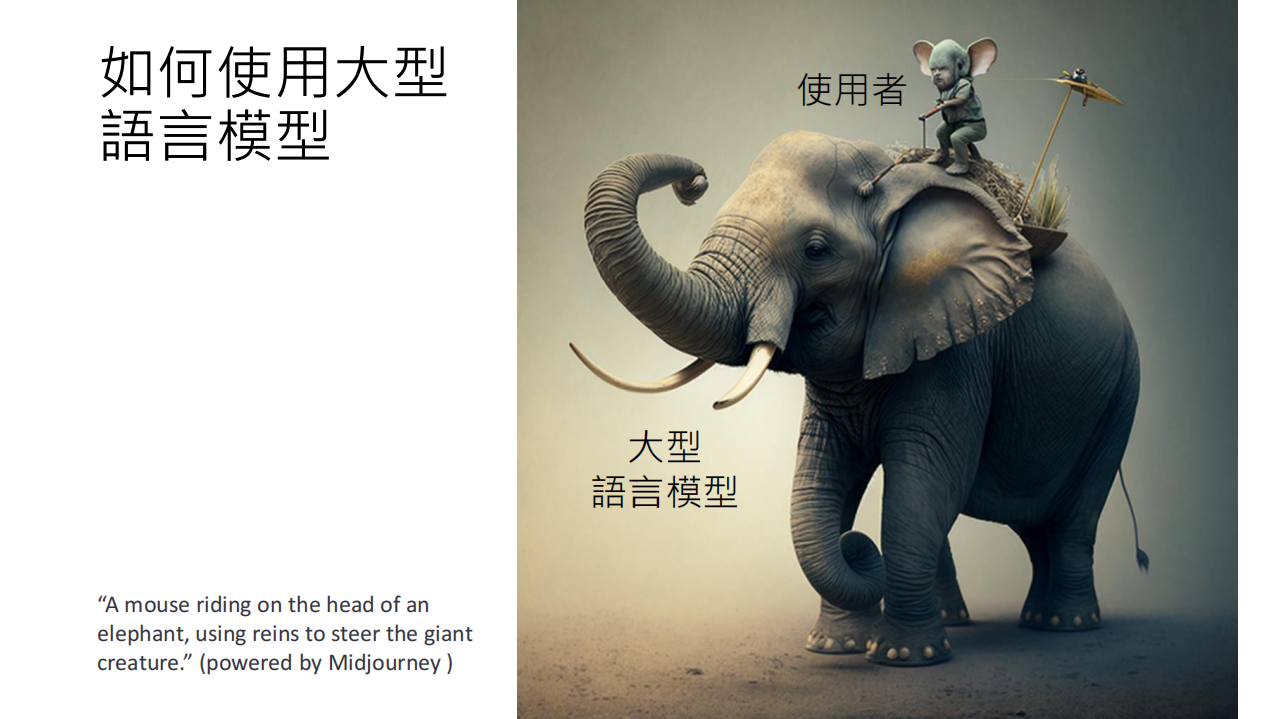 如何使用大型
語言模型
使用者
大型
語言模型
“A mouse riding on the head of an
elephant, using reins to steer the giant
creature.” (powered by Midjourney )